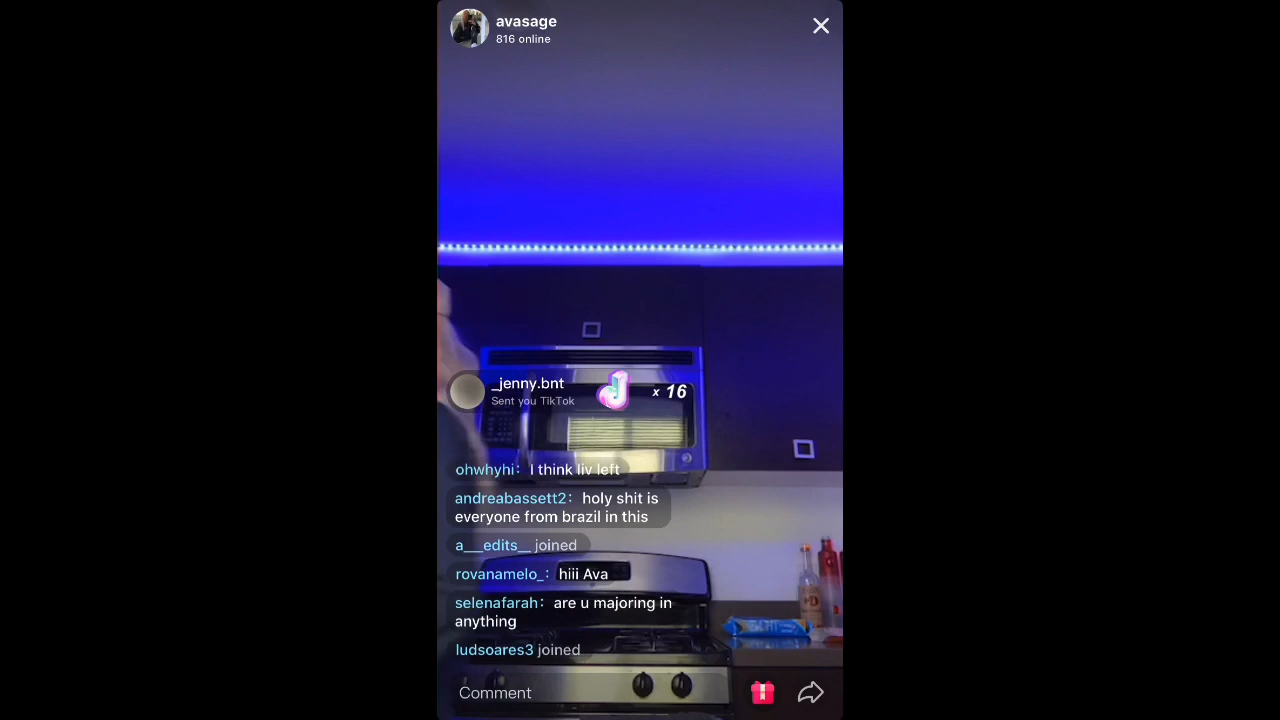 avasage
816 online
_jenny.bnt
Sent you TikTok
x 16
ohwhyhi: I think liv left
andreabassett2: holy shit is
everyone from brazil in this
a___edits__ joined
rovanamelo_: hiii Ava
selenafarah: are u majoring in
anything
ludsoares3 joined
Comment